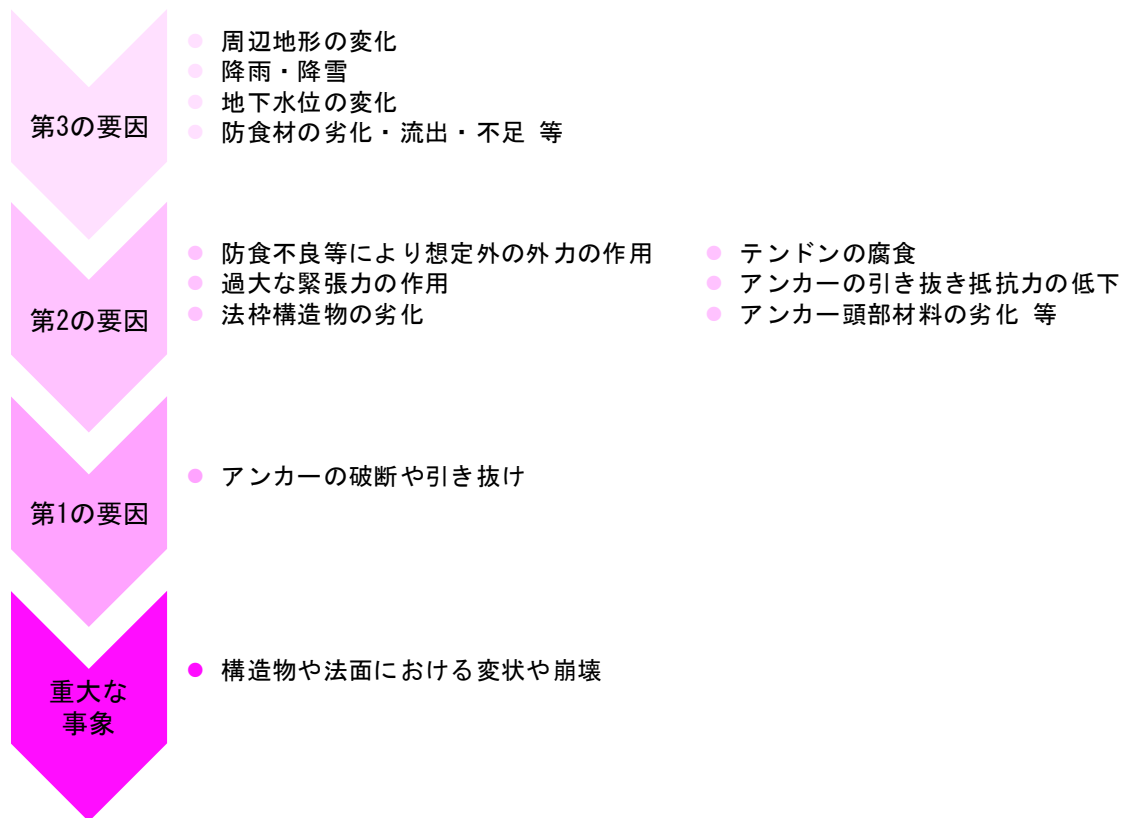 第3の要因
周辺地形の変化
降雨・降雪
地下水位の変化
防食材の劣化・流出・不足 等
第2の要因
防食不良等により想定外の外力の作用
過大な緊張力の作用
法枠構造物の劣化
テンドンの腐食
アンカーの引き抜き抵抗力の低下
アンカー頭部材料の劣化 等
第1の要因
アンカーの破断や引き抜け
重大な
事象
構造物や法面における変状や崩壊